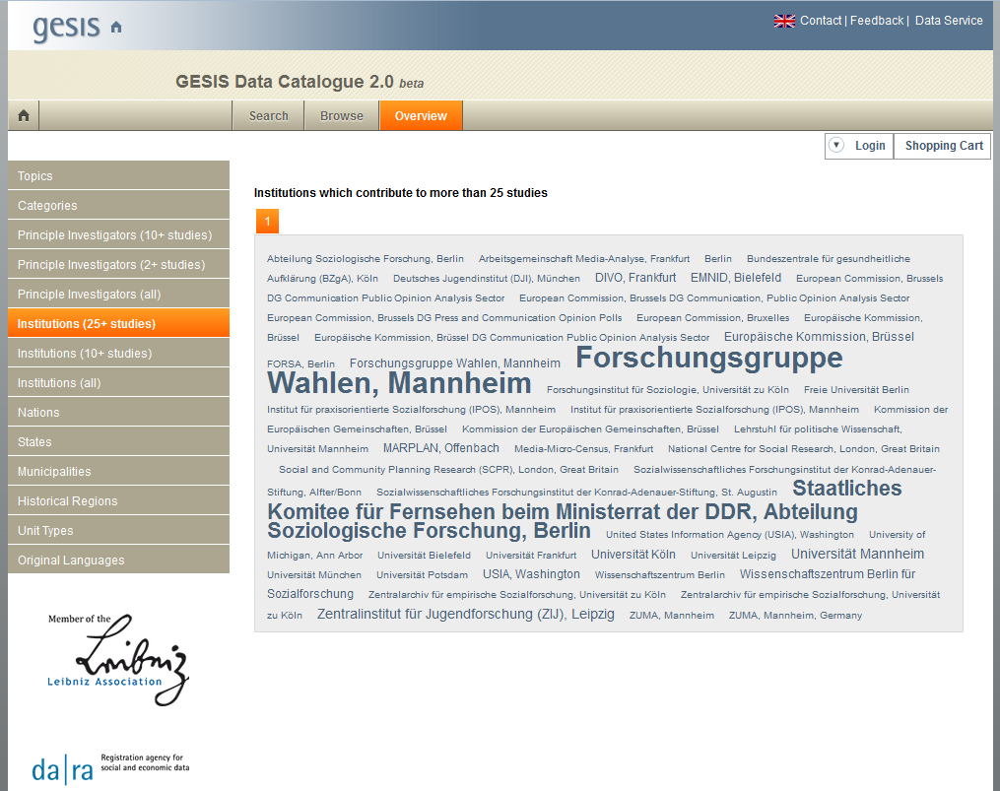 gesis
Contact | Feedback | Data Service
GESIS Data Catalogue 2.0 beta
Search Browse Overview
Login Shopping Cart
Topics
Categories
Principle Investigators (10+ studies)
Principle Investigators (2+ studies)
Principle Investigators (all)
Institutions (25+ studies)
Institutions (10+ studies)
Institutions (all)
Nations
States
Municipalities
Historical Regions
Unit Types
Original Languages
Member of the
Leibniz
Leibniz Association
da|ra Registration agency for
social and economic data
Institutions which contribute to more than 25 studies
1
Abteilung Soziologische Forschung, Berlin Arbeitsgemeinschaft Media-Analyse, Frankfurt Berlin Bundeszentrale für gesundheitliche
Aufklärung (BZgA), Köln Deutsches Jugendinstitut (DJI), München DIVO, Frankfurt EMNID, Bielefeld European Commission, Brussels
DG Communication Public Opinion Analysis Sector European Commission, Brussels DG Communication, Public Opinion Analysis Sector
European Commission, Brussels DG Press and Communication Opinion Polls European Commission, Bruxelles Europäische Kommission,
Brüssel Europäische Kommission, Brüssel DG Communication Public Opinion Analysis Sector Europäische Kommission, Brüssel
FORSA, Berlin Forschungsgruppe Wahlen, Mannheim Forschungsgruppe
Wahlen, Mannheim Forschungsinstitut für Soziologie, Universität zu Köln Freie Universität Berlin
Institut für praxisorientierte Sozialforschung (IPOS), Mannheim Institut für praxisorientierte Sozialforschung (IPOS), Mannheim Kommission der
Europäischen Gemeinschaften, Brüssel Kommission der Europäischen Gemeinschaften, Brüssel Lehrstuhl für politische Wissenschaft,
Universität Mannheim MARPLAN, Offenbach Media-Micro-Census, Frankfurt National Centre for Social Research, London, Great Britain
Social and Community Planning Research (SCPR), London, Great Britain Sozialwissenschaftliches Forschungsinstitut der Konrad-Adenauer-
Stiftung, Alfter/Bonn Sozialwissenschaftliches Forschungsinstitut der Konrad-Adenauer-Stiftung, St. Augustin Staatliches
Komitee für Fernsehen beim Ministerrat der DDR, Abteilung
Soziologische Forschung, Berlin United States Information Agency (USIA), Washington University of
Michigan, Ann Arbor Universität Bielefeld Universität Frankfurt Universität Köln Universität Leipzig Universität Mannheim
Universität München Universität Potsdam USIA, Washington Wissenschaftszentrum Berlin Wissenschaftszentrum Berlin für
Sozialforschung Zentralarchiv für empirische Sozialforschung, Universität zu Köln Zentralarchiv für empirische Sozialforschung, Universität
zu Köln Zentralinstitut für Jugendforschung (ZIJ), Leipzig ZUMA, Mannheim ZUMA, Mannheim, Germany